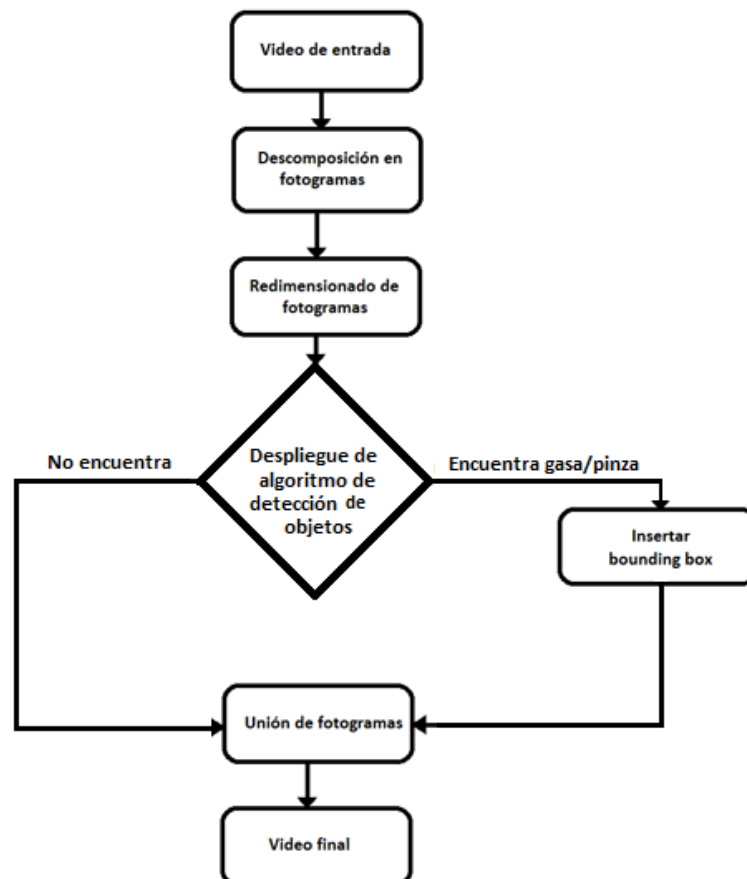 Video de entrada
Descomposición en
fotogramas
Redimensionado de
fotogramas
Despliegue de
algoritmo de
detección de
objetos
No encuentra
Encuentra gasa/pinza
Insertar
bounding box
Unión de fotogramas
Video final